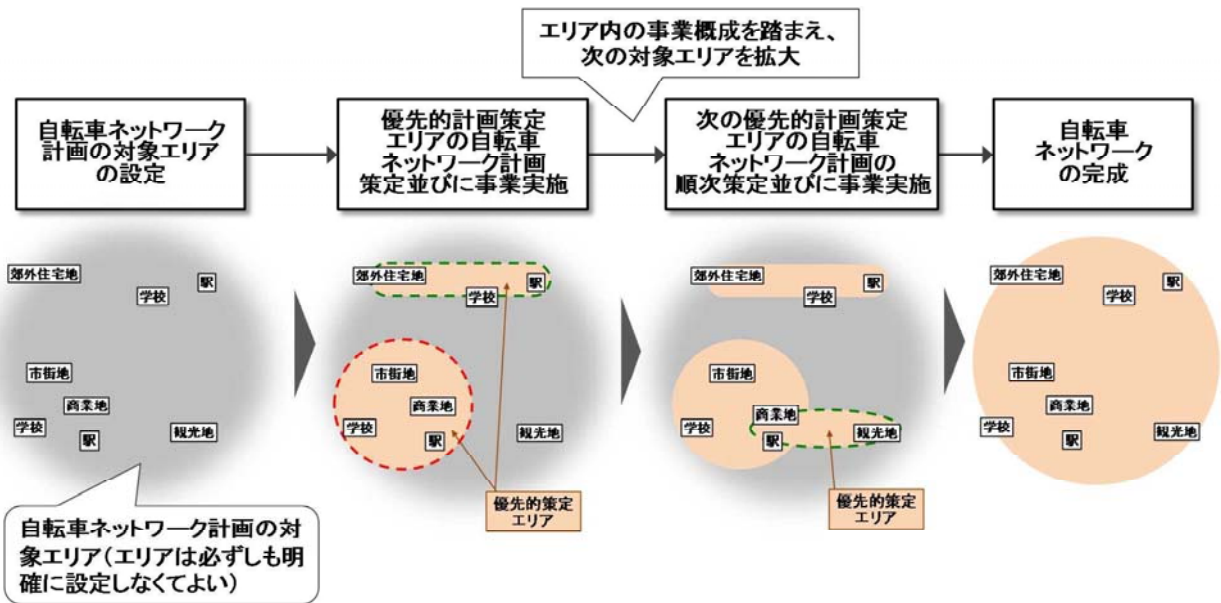 エリア内の事業概成を踏まえ、
次の対象エリアを拡大
自転車ネットワーク
計画の対象エリア
の設定
優先的計画策定
エリアの自転車
ネットワーク計画
策定並びに事業実施
次の優先的計画策定
エリアの自転車
ネットワーク計画の
順次策定並びに事業実施
自転車
ネットワーク
の完成
郊外住宅地
駅
学校
市街地
商業地
学校
駅
観光地
郊外住宅地
駅
学校
市街地
商業地
学校
駅
観光地
優先的策定
エリア
郊外住宅地
駅
学校
市街地
商業地
学校
駅
観光地
優先的策定
エリア
郊外住宅地
駅
学校
市街地
商業地
学校
駅
観光地
自転車ネットワーク計画の対
象エリア(エリアは必ずしも明
確に設定しなくてよい)